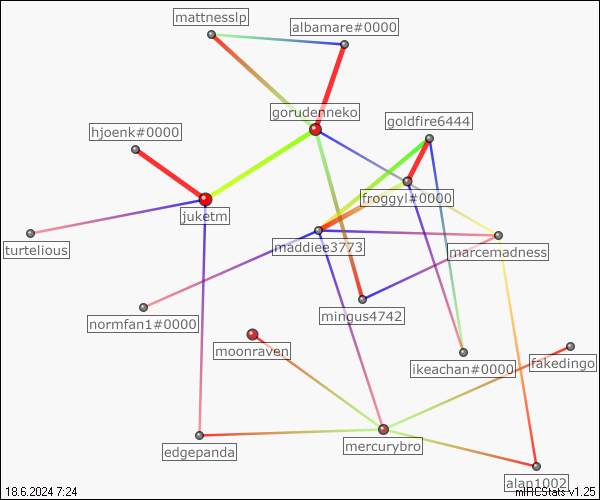 mattnesslp
albamare#0000
gorudenneko
goldfire6444
hjoenk#0000
froggyl#0000
juketm
turtelious
maddiee3773
marcemadness
normfan1#0000
mingus4742
moonraven
ikeachan#0000
fakedingo
edgepanda
mercurybro
alan1002
18.6.2024 7:24
mIRCStats v1.25